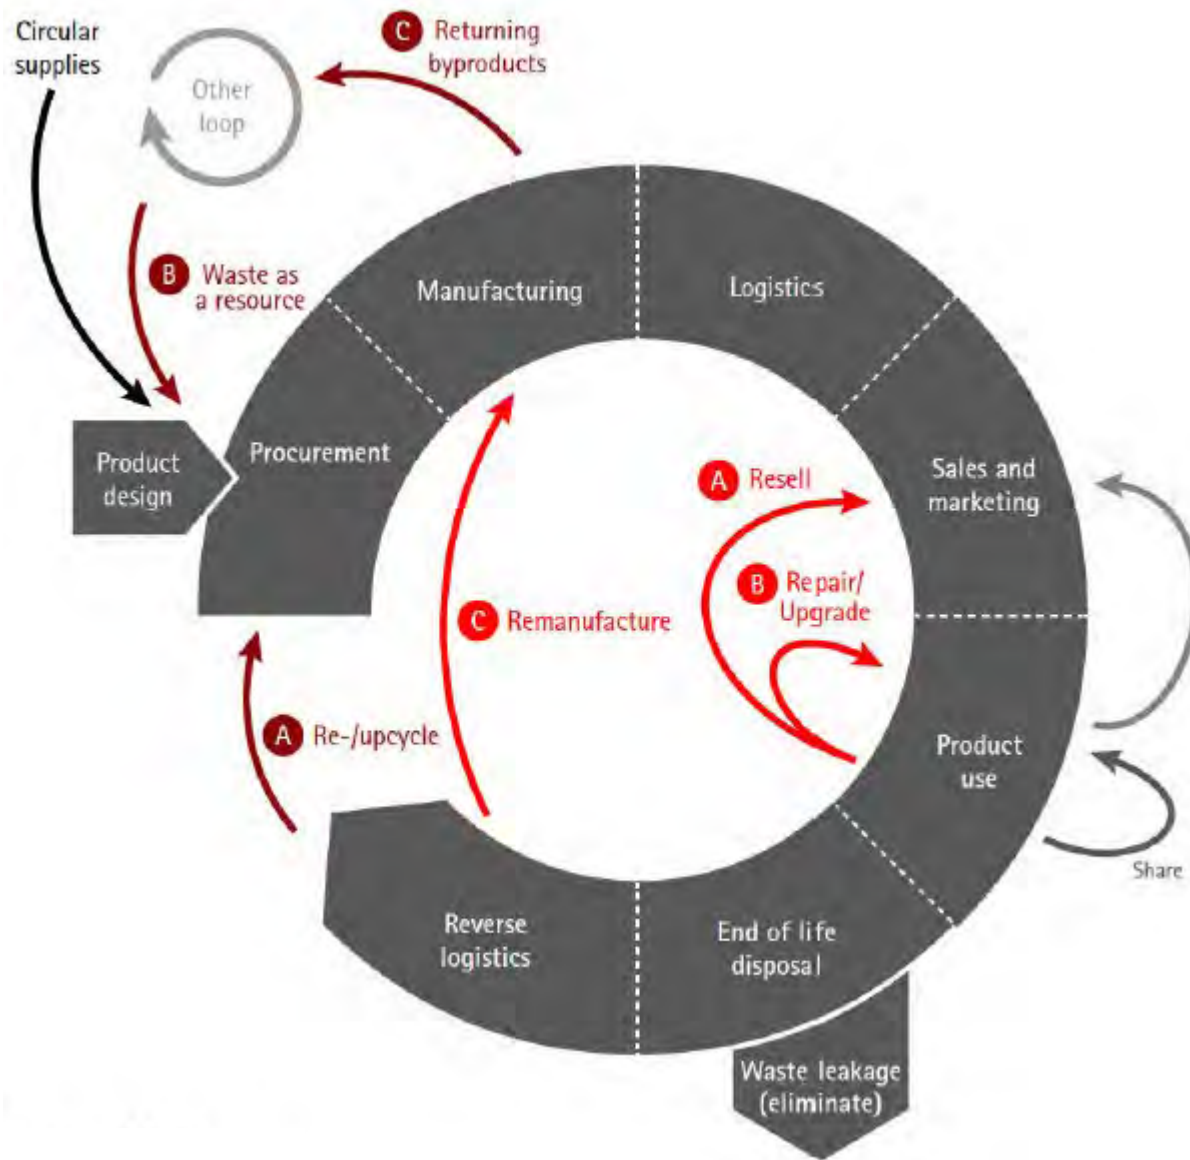 Circular
supplies
Other
loop
C Returning
byproducts
B Waste as
a resource
Manufacturing
Logistics
Product
design
Procurement
Sales and
marketing
A Resell
B Repair/
Upgrade
C Remanufacture
A Re-/upcycle
Product
use
Share
Reverse
logistics
End of life
disposal
Waste leakage
(eliminate)